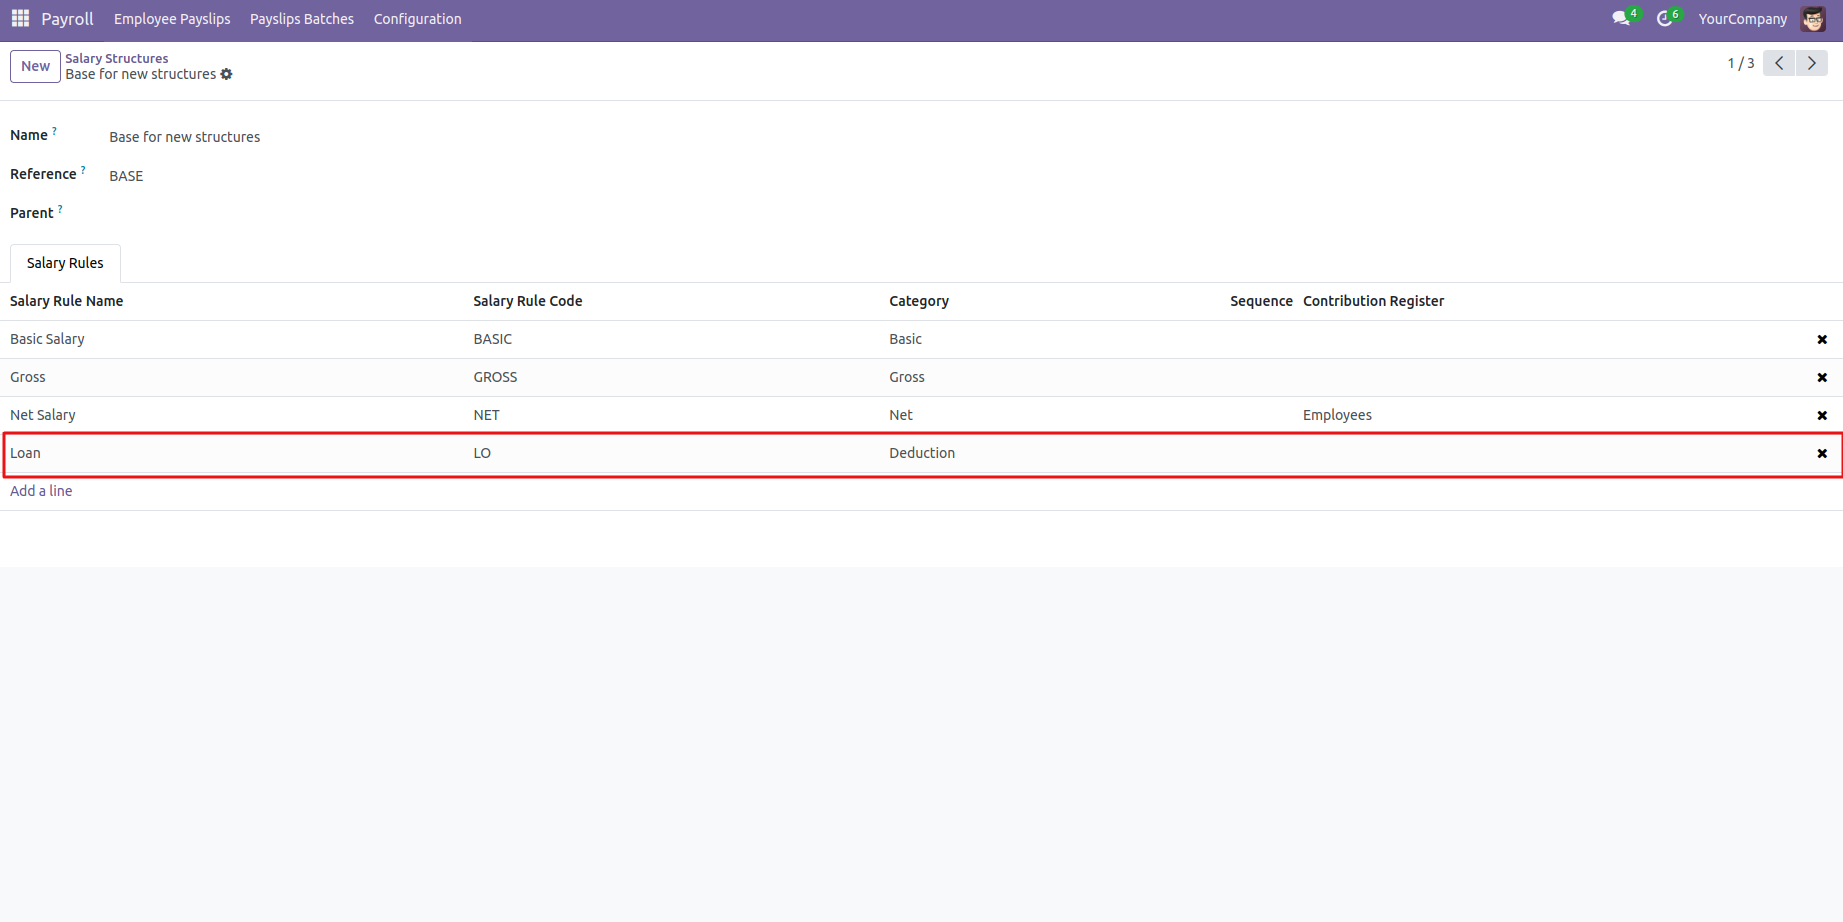 Payroll Employee Payslips Payslips Batches Configuration 4 6 YourCompany
New Salary Structures
Base for new structures 1 / 3
Name ? Base for new structures
Reference ? BASE
Parent ?
Salary Rules
Salary Rule Name Salary Rule Code Category Sequence Contribution Register
Basic Salary BASIC Basic
Gross GROSS Gross
Net Salary NET Net Employees
Loan LO Deduction
Add a line